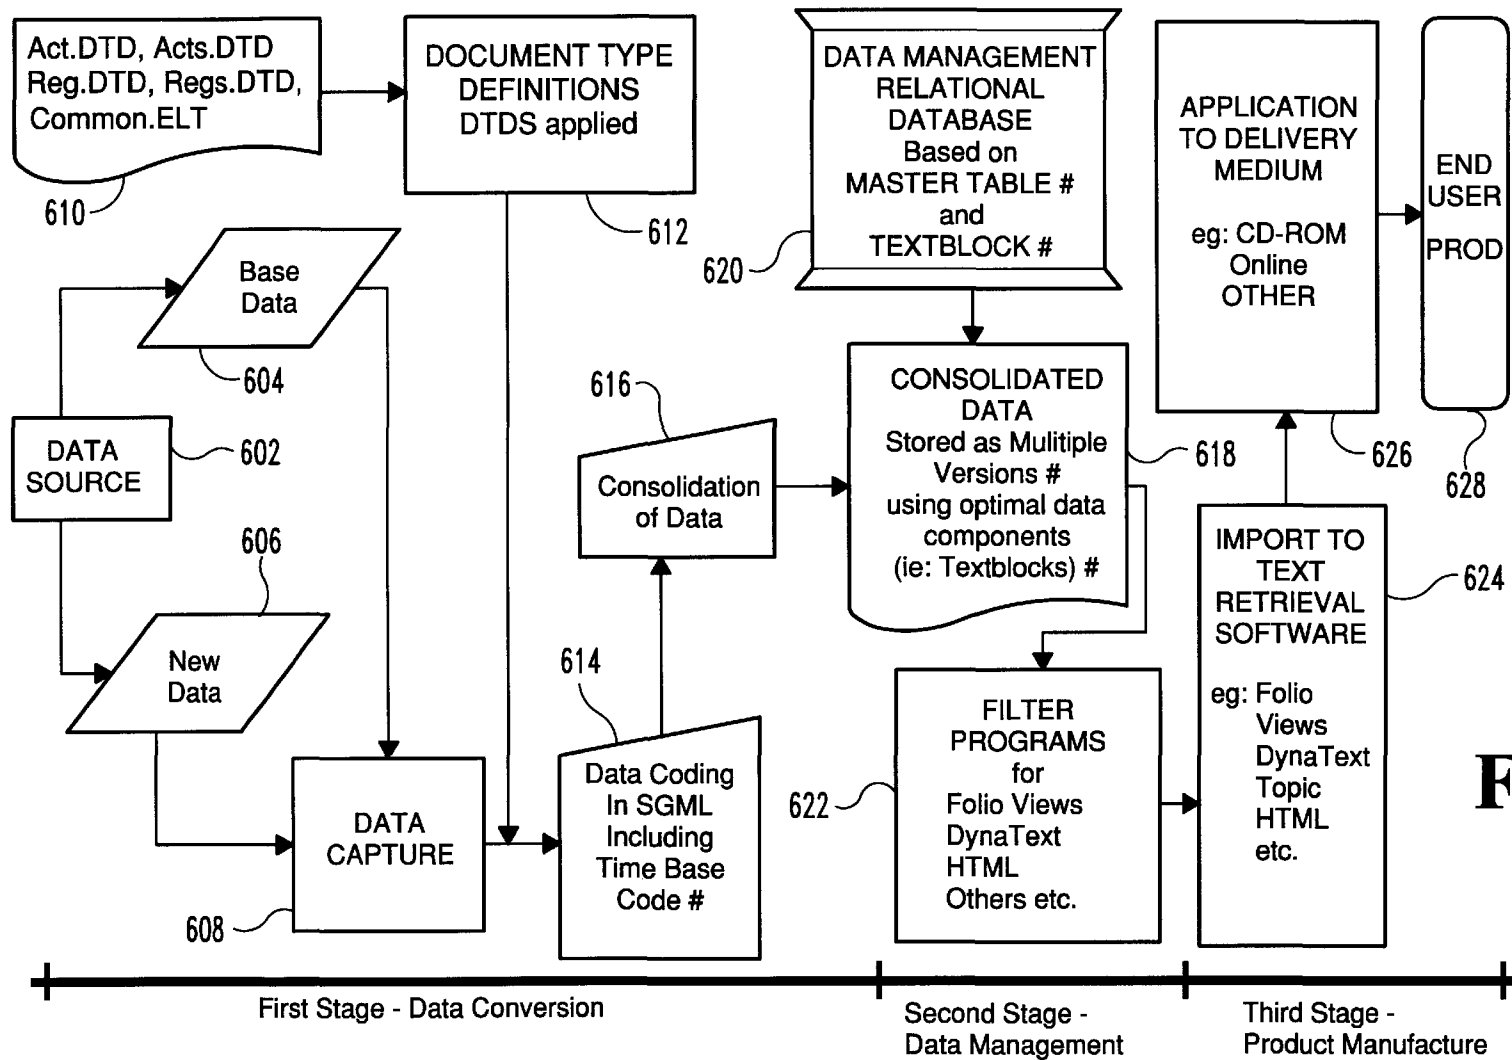 Act.DTD, Acts.DTD
Reg.DTD, Regs.DTD,
Common.ELT
610
DOCUMENT TYPE
DEFINITIONS
DTDS applied
612
Base
Data
604
DATA
SOURCE
602
606
New
Data
DATA
CAPTURE
608
614
Data Coding
In SGML
Including
Time Base
Code #
616
Consolidation
of Data
DATA MANAGEMENT
RELATIONAL
DATABASE
Based on
MASTER TABLE #
and
TEXTBLOCK #
620
CONSOLIDATED
DATA
Stored as Mulitiple
Versions #
using optimal data
components
(ie: Textblocks) #
618
FILTER
PROGRAMS
for
Folio Views
DynaText
HTML
Others etc.
622
IMPORT TO
TEXT
RETRIEVAL
SOFTWARE
eg: Folio
Views
DynaText
Topic
HTML
etc.
624
APPLICATION
TO DELIVERY
MEDIUM
eg: CD-ROM
Online
OTHER
626
END
USER
PROD
628
F
First Stage - Data Conversion
Second Stage -
Data Management
Third Stage -
Product Manufacture